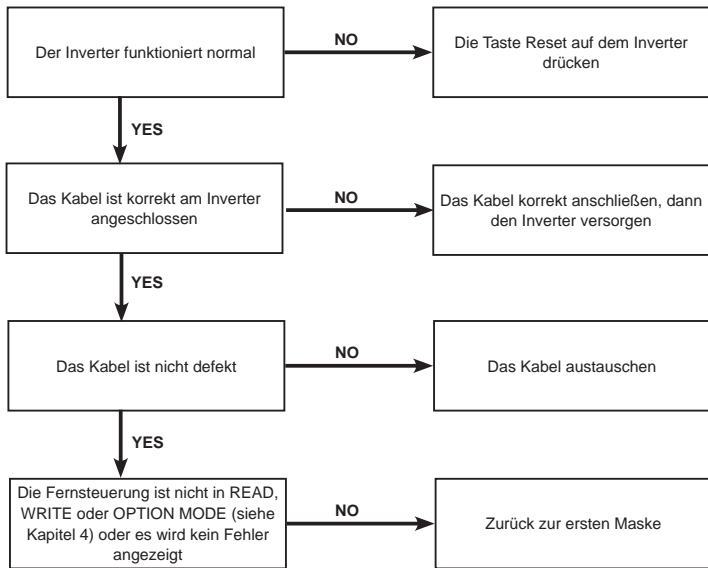 Der Inverter funktioniert normal
NO
Die Taste Reset auf dem Inverter
drücken
YES
Das Kabel ist korrekt am Inverter
angeschlossen
NO
Das Kabel korrekt anschließen, dann
den Inverter versorgen
YES
Das Kabel ist nicht defekt
NO
Das Kabel austauschen
YES
Die Fernsteuerung ist nicht in READ,
WRITE oder OPTION MODE (siehe
Kapitel 4) oder es wird kein Fehler
angezeigt
NO
Zurück zur ersten Maske